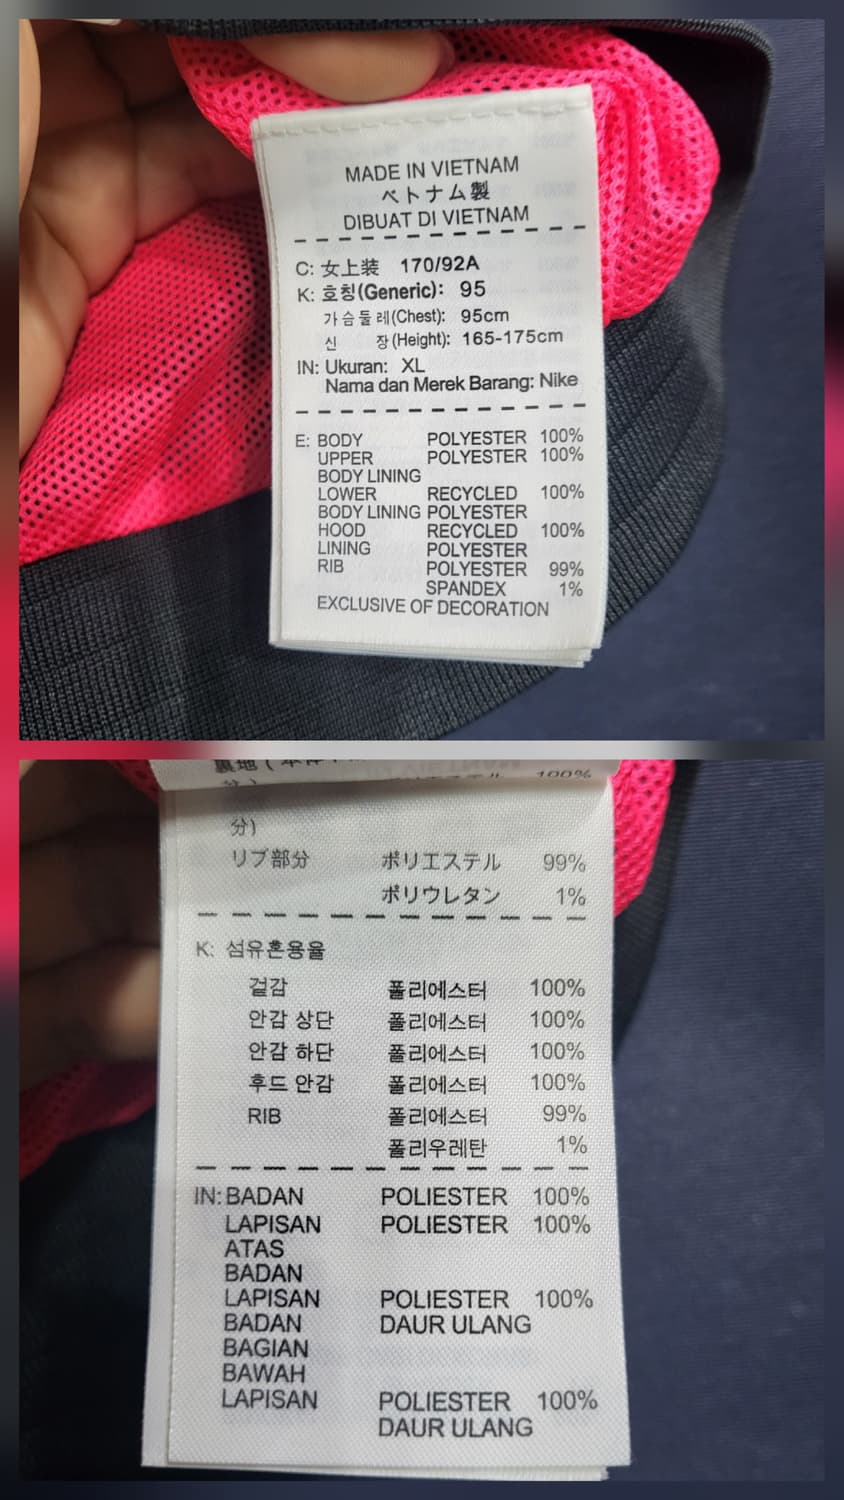 MADE IN VIETNAM
ベトナム製
DIBUAT DI VIETNAM
C: 女上装 170/92A
K: 호칭(Generic): 95
가슴둘레(Chest): 95cm
신 장(Height): 165-175cm
IN: Ukuran: XL
Nama dan Merek Barang: Nike
E: BODY POLYESTER 100%
UPPER POLYESTER 100%
BODY LINING
LOWER RECYCLED 100%
BODY LINING POLYESTER
HOOD RECYCLED 100%
LINING POLYESTER
RIB POLYESTER 99%
SPANDEX 1%
EXCLUSIVE OF DECORATION
100%
分)
リブ部分 ポリエステル 99%
ポリウレタン 1%
K: 섬유혼용율
겉감 폴리에스터 100%
안감 상단 폴리에스터 100%
안감 하단 폴리에스터 100%
후드 안감 폴리에스터 100%
RIB 폴리에스터 99%
폴리우레탄 1%
IN: BADAN POLIESTER 100%
LAPISAN POLIESTER 100%
ATAS
BADAN
LAPISAN POLIESTER 100%
BADAN DAUR ULANG
BAGIAN
BAWAH
LAPISAN POLIESTER 100%
DAUR ULANG